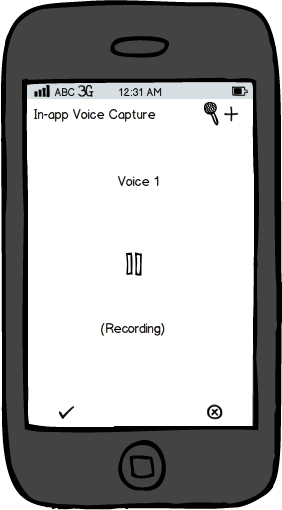 ABC 3G 12:31 AM
In-app Voice Capture
Voice 1
(Recording)